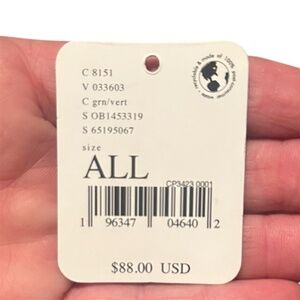 C 8151
V 033603
C grn/vert
S OB1453319
S 65195067
size
ALL
CP3423 0001
1 96347 04640 2
$88.00 USD